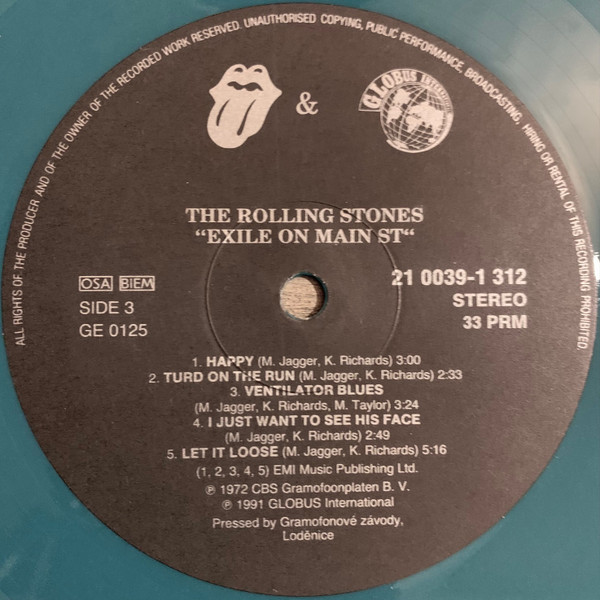 ALL RIGHTS OF THE PRODUCER AND OF THE OWNER OF THE RECORDED WORK RESERVED. UNAUTHORISED COPYING, PUBLIC PERFORMANCE, BROADCASTING, HIRING OR RENTAL OF THIS RECORDING PROHIBITED.
&
GLOBUS INTERNATIONAL
THE ROLLING STONES
“EXILE ON MAIN ST“
OSA BIEM
SIDE 3
GE 0125
21 0039-1 312
STEREO
33 PRM
1. HAPPY (M. Jagger, K. Richards) 3:00
2. TURD ON THE RUN (M. Jagger, K. Richards) 2:33
3. VENTILATOR BLUES
(M. Jagger, K. Richards, M. Taylor) 3:24
4. I JUST WANT TO SEE HIS FACE
(M. Jagger, K. Richards) 2:49
5. LET IT LOOSE (M. Jagger, K. Richards) 5:16
(1, 2, 3, 4, 5) EMI Music Publishing Ltd.
℗ 1972 CBS Gramofoonplaten B. V.
℗ 1991 GLOBUS International
Pressed by Gramofonové závody,
Loděnice